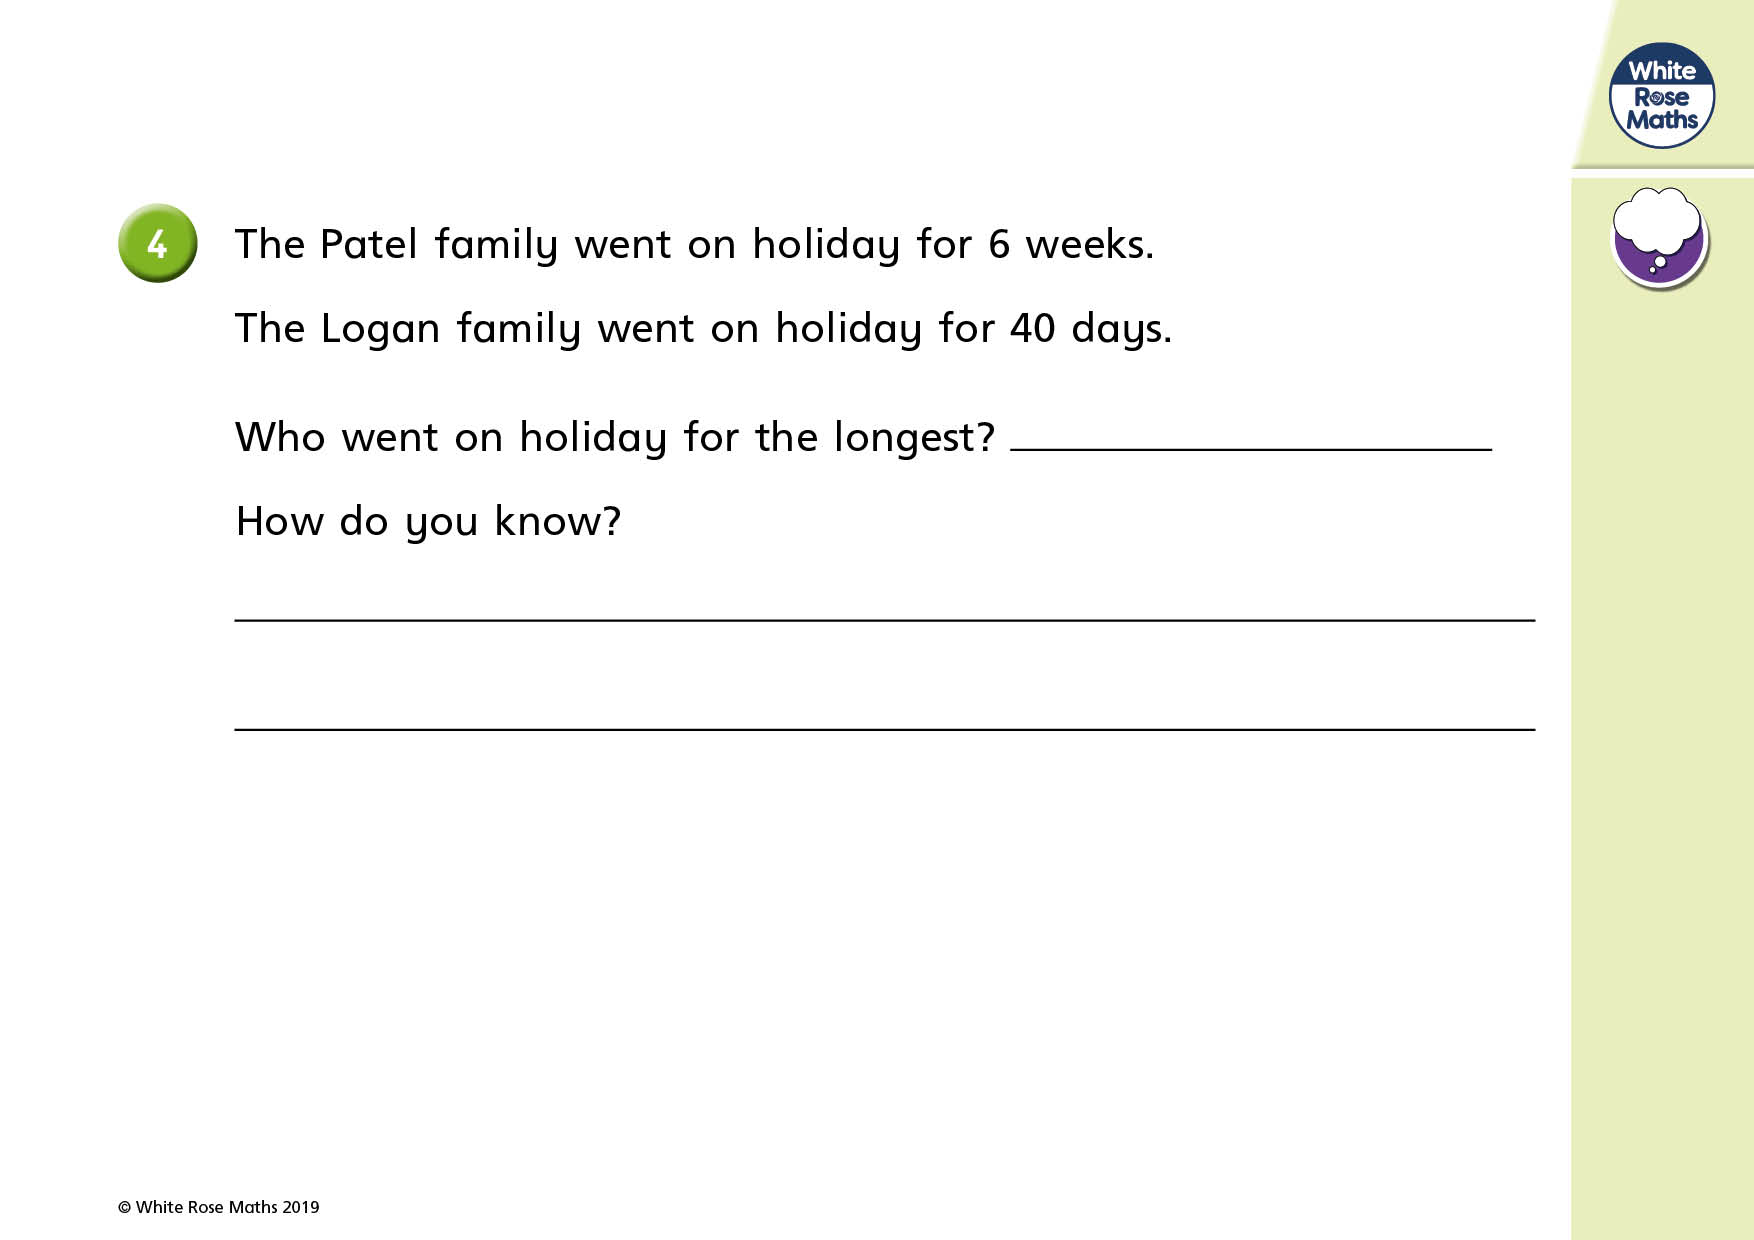 White
Rose
Maths
4 The Patel family went on holiday for 6 weeks.
The Logan family went on holiday for 40 days.
Who went on holiday for the longest?
How do you know?
© White Rose Maths 2019